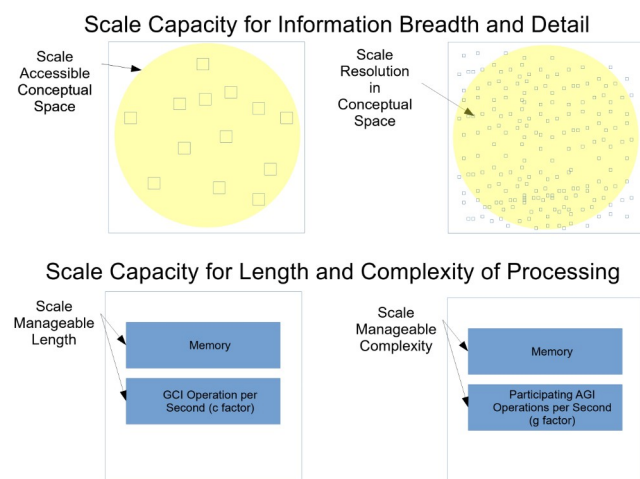 Scale Capacity for Information Breadth and Detail
Scale
Accessible
Conceptual
Space
Scale
Resolution
in
Conceptual
Space
Scale Capacity for Length and Complexity of Processing
Scale
Manageable
Length
Memory
GCI Operation per
Second (c factor)
Scale
Manageable
Complexity
Memory
Participating AGI
Operations per Second
(g factor)